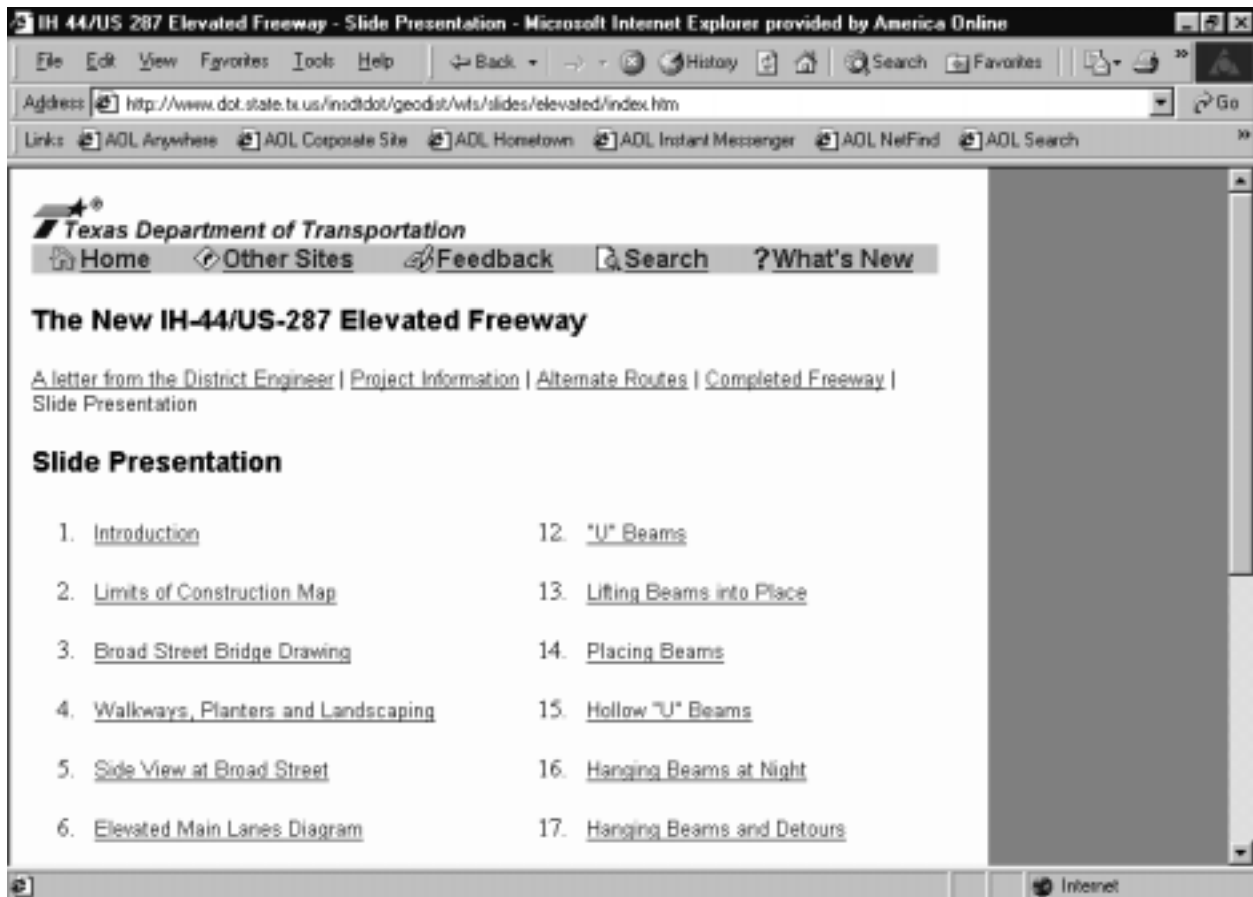 IH 44/US 287 Elevated Freeway - Slide Presentation - Microsoft Internet Explorer provided by America Online
File Edit View Favorites Tools Help Back History Search Favorites »
Address http://www.dot.state.tx.us/insdtdot/geodist/wfs/slides/elevated/index.htm Go
Links AOL Anywhere AOL Corporate Site AOL Hometown AOL Instant Messenger AOL NetFind AOL Search »
®
Texas Department of Transportation
Home Other Sites Feedback Search ?What's New
The New IH-44/US-287 Elevated Freeway
A letter from the District Engineer | Project Information | Alternate Routes | Completed Freeway |
Slide Presentation
Slide Presentation
1. Introduction
2. Limits of Construction Map
3. Broad Street Bridge Drawing
4. Walkways, Planters and Landscaping
5. Side View at Broad Street
6. Elevated Main Lanes Diagram
12. "U" Beams
13. Lifting Beams into Place
14. Placing Beams
15. Hollow "U" Beams
16. Hanging Beams at Night
17. Hanging Beams and Detours
Internet